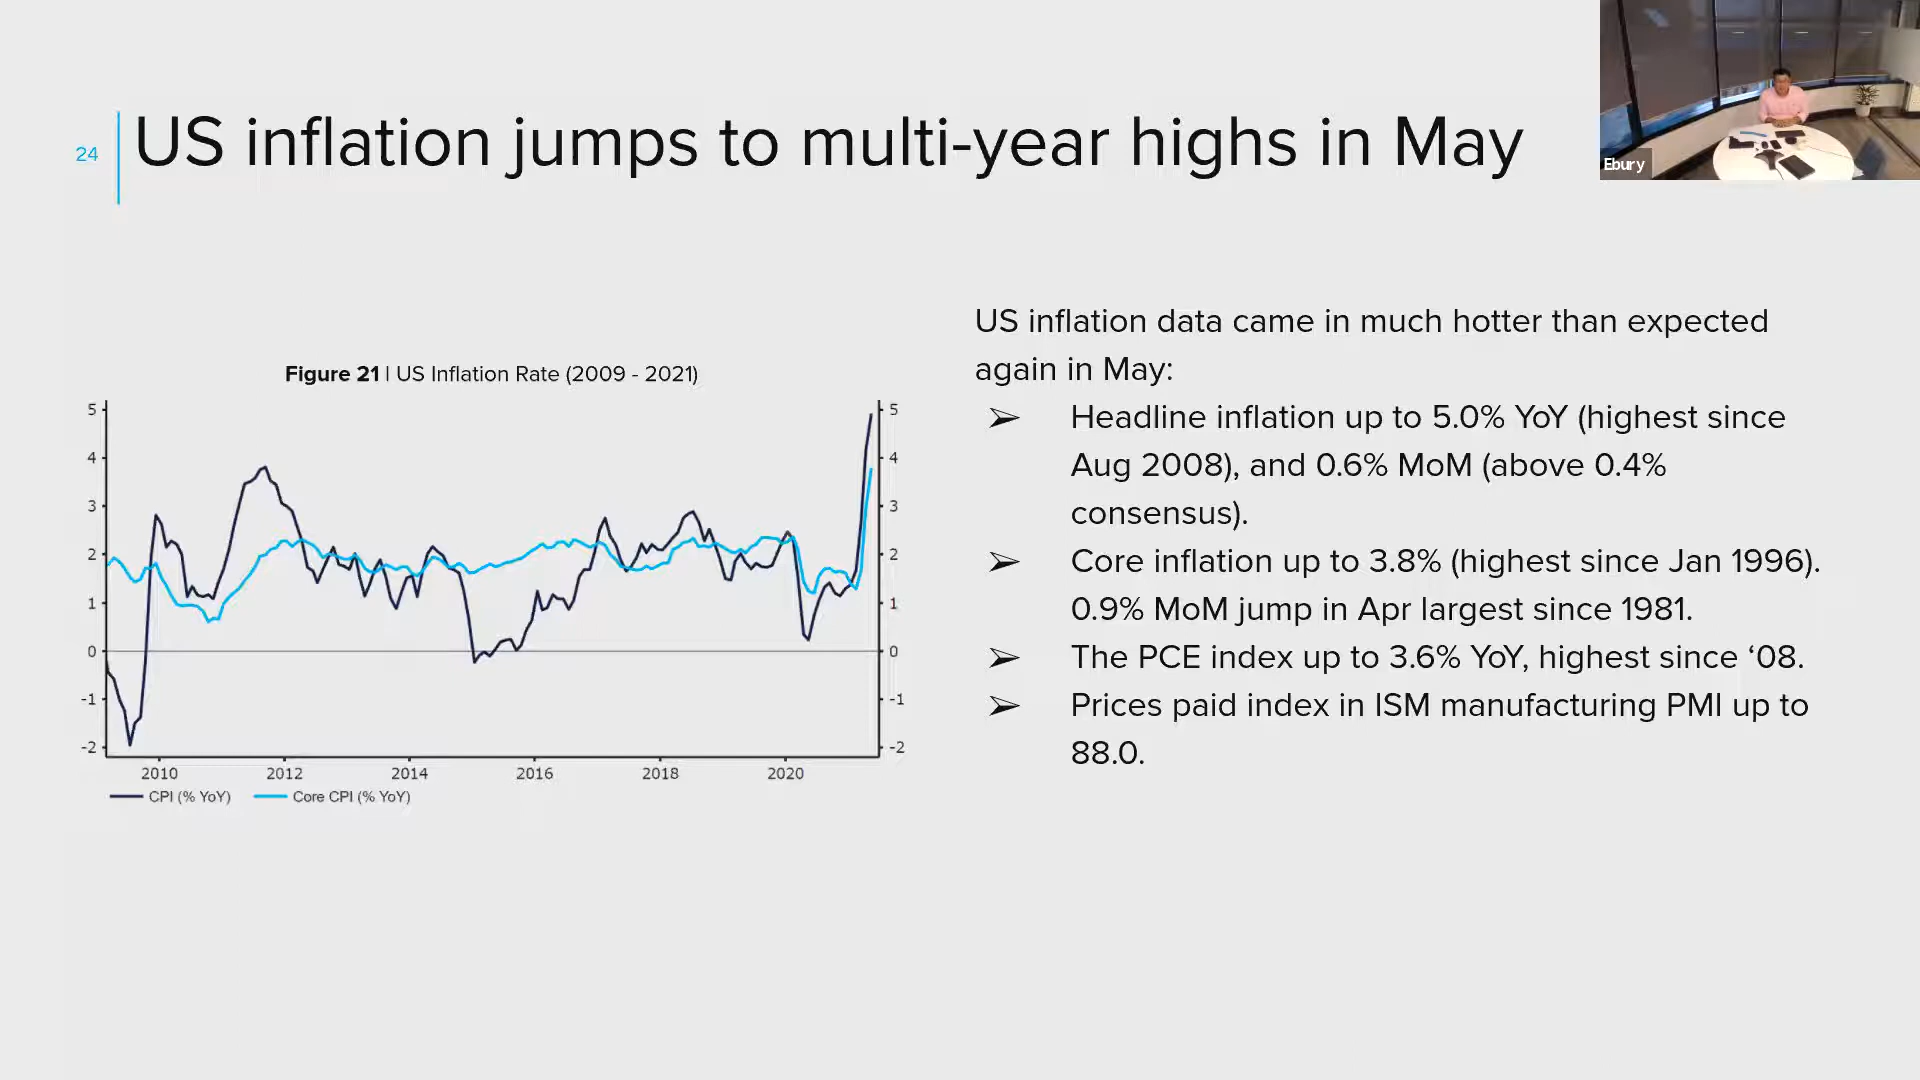 24
US inflation jumps to multi-year highs in May
Ebury
US inflation data came in much hotter than expected
again in May:
➢ Headline inflation up to 5.0% YoY (highest since
Aug 2008), and 0.6% MoM (above 0.4%
consensus).
➢ Core inflation up to 3.8% (highest since Jan 1996).
0.9% MoM jump in Apr largest since 1981.
➢ The PCE index up to 3.6% YoY, highest since ‘08.
➢ Prices paid index in ISM manufacturing PMI up to
88.0.
Figure 21 | US Inflation Rate (2009 - 2021)
5 5
4 4
3 3
2 2
1 1
0 0
-1 -1
-2 -2
2010 2012 2014 2016 2018 2020
CPI (% YoY) Core CPI (% YoY)